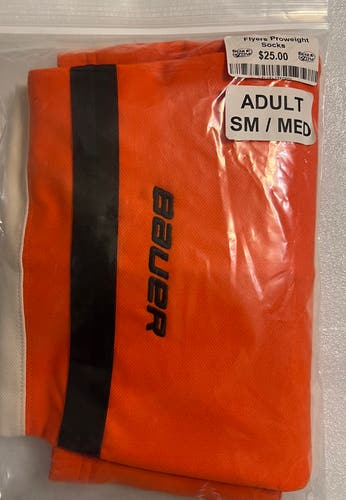 Flyers Proweight
Socks
$25.00
ADULT
SM / MED
BAUER